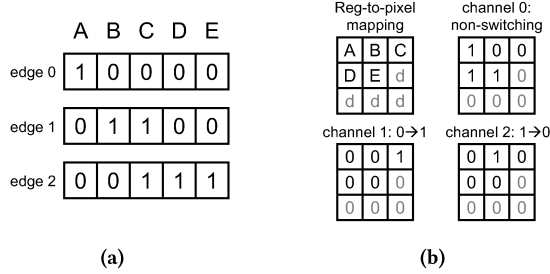 A B C D E
edge 0 1 0 0 0 0
edge 1 0 1 1 0 0
edge 2 0 0 1 1 1
(a)
Reg-to-pixel
mapping
A B C
D E d
d d d
channel 0:
non-switching
1 0 0
1 1 0
0 0 0
channel 1: 0→1
0 0 1
0 0 0
0 0 0
channel 2: 1→0
0 1 0
0 0 0
0 0 0
(b)